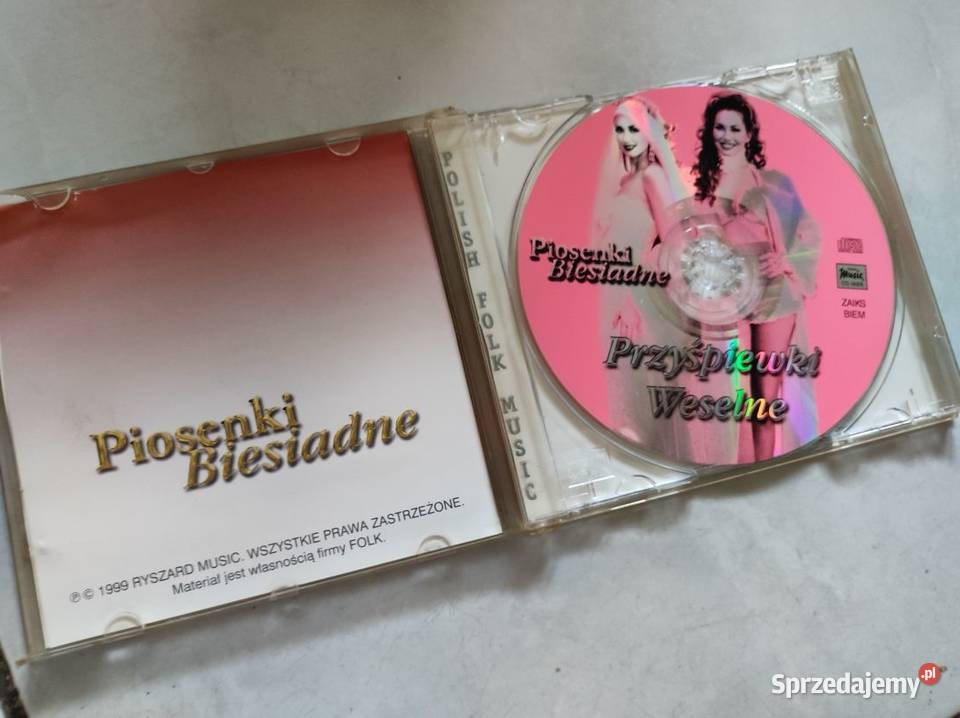 Piosenki
Biesiadne
℗ © 1999 RYSZARD MUSIC. WSZYSTKIE PRAWA ZASTRZEŻONE.
Materiał jest własnością firmy FOLK.
POLISH FOLK MUSIC
Piosenki
Biesiadne
Music
ZAIKS
BIEM
Przyśpiewki
Weselne
Sprzedajemy.pl